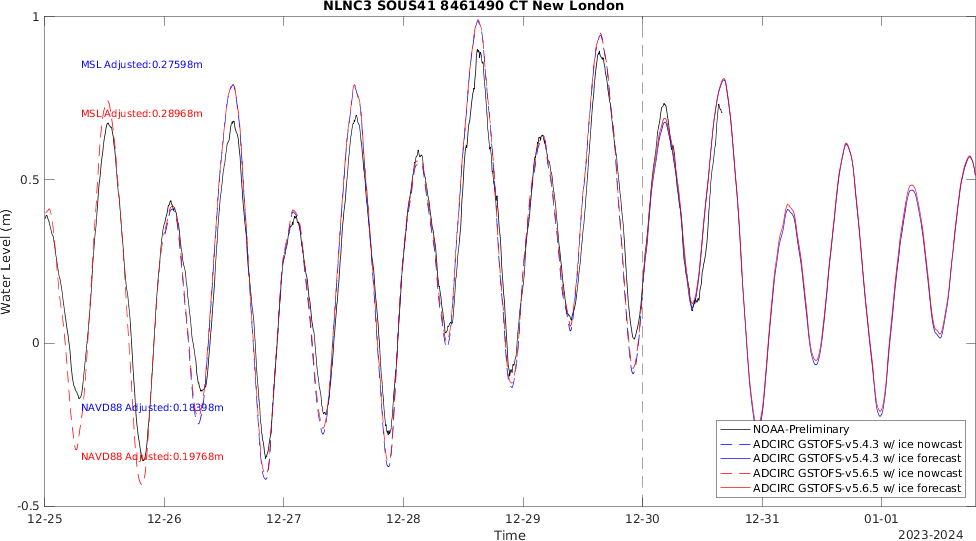 NLNC3 SOUS41 8461490 CT New London
1
MSL Adjusted:0.27598m
MSL Adjusted:0.28968m
0.5
Water Level (m)
0
NAVD88 Adjusted:0.18398m
NAVD88 Adjusted:0.19768m
NOAA-Preliminary
ADCIRC GSTOFS-v5.4.3 w/ ice nowcast
ADCIRC GSTOFS-v5.4.3 w/ ice forecast
ADCIRC GSTOFS-v5.6.5 w/ ice nowcast
ADCIRC GSTOFS-v5.6.5 w/ ice forecast
-0.5
12-25 12-26 12-27 12-28 12-29 12-30 12-31 01-01
Time
2023-2024